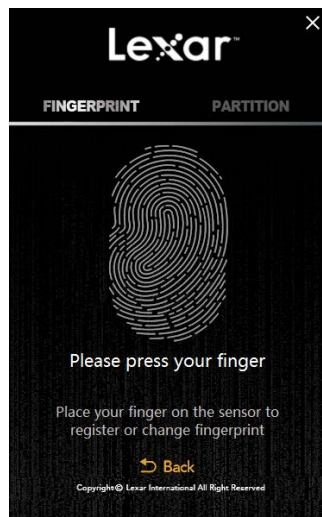 Lexar™
FINGERPRINT PARTITION
Please press your finger
Place your finger on the sensor to
register or change fingerprint
Back
Copyright© Lexar International All Right Reserved